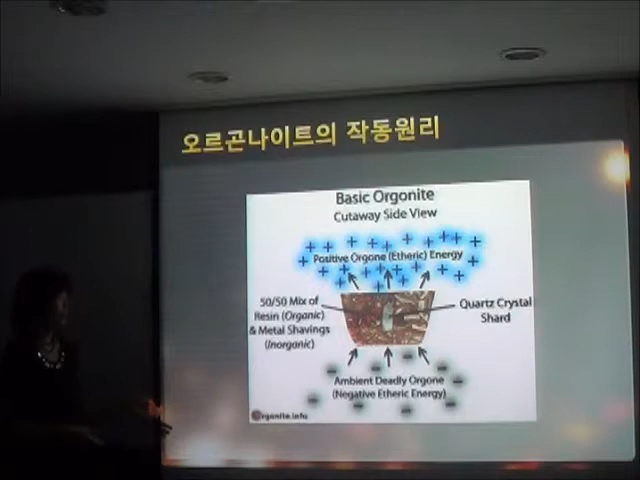 오르곤나이트의 작동원리
Basic Orgonite
Cutaway Side View
Positive Orgone (Etheric) Energy
50/50 Mix of
Resin (Organic)
& Metal Shavings
(Inorganic)
Quartz Crystal
Shard
Ambient Deadly Orgone
(Negative Etheric Energy)
rgonite.info